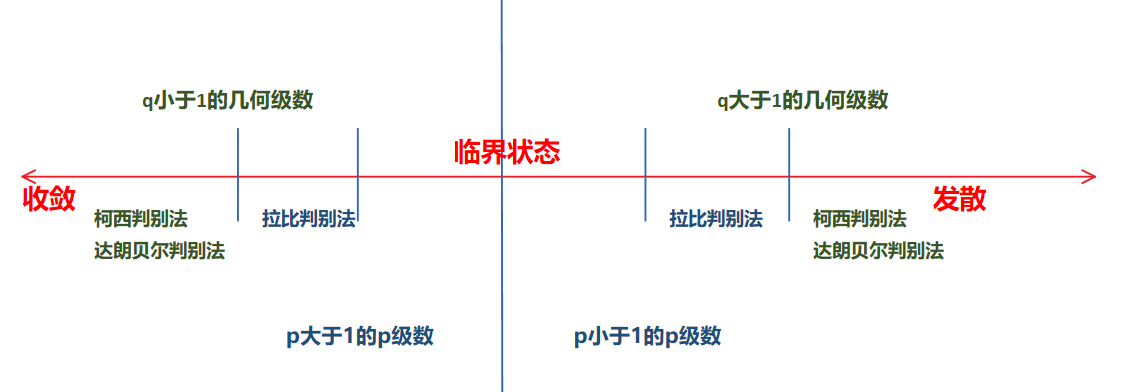 q小于1的几何级数
q大于1的几何级数
临界状态
收敛
发散
柯西判别法
达朗贝尔判别法
拉比判别法
拉比判别法
柯西判别法
达朗贝尔判别法
p大于1的p级数
p小于1的p级数